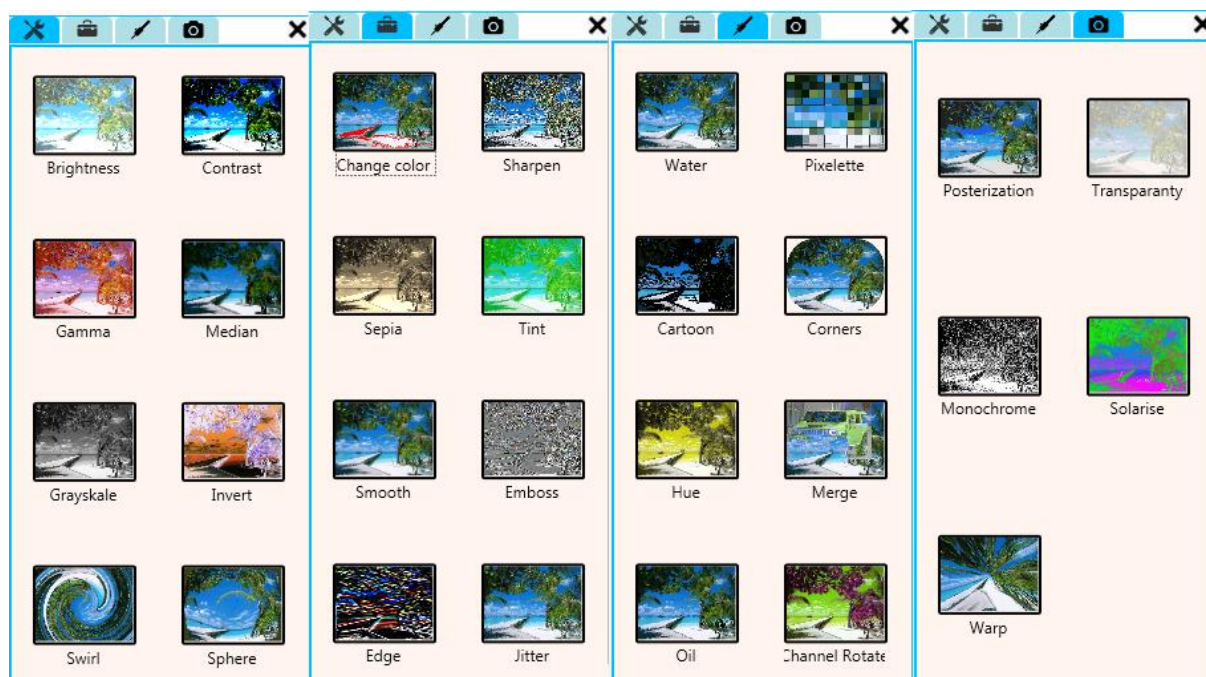 Brightness Contrast
Gamma Median
Grayskale Invert
Swirl Sphere
Change color Sharpen
Sepia Tint
Smooth Emboss
Edge Jitter
Water Pixelette
Cartoon Corners
Hue Merge
Oil Channel Rotate
Posterization Transparanty
Monochrome Solarise
Warp